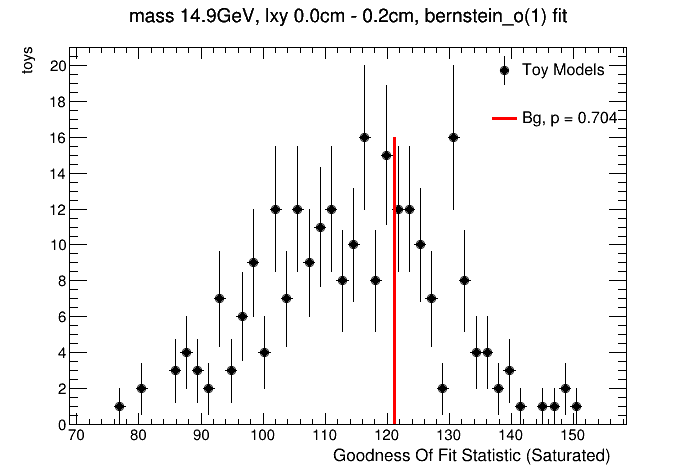 mass 14.9GeV, lxy 0.0cm - 0.2cm, bernstein_o(1) fit
toys
20
18
16
14
12
10
8
6
4
2
0
Toy Models
Bg, p = 0.704
70 80 90 100 110 120 130 140 150
Goodness Of Fit Statistic (Saturated)